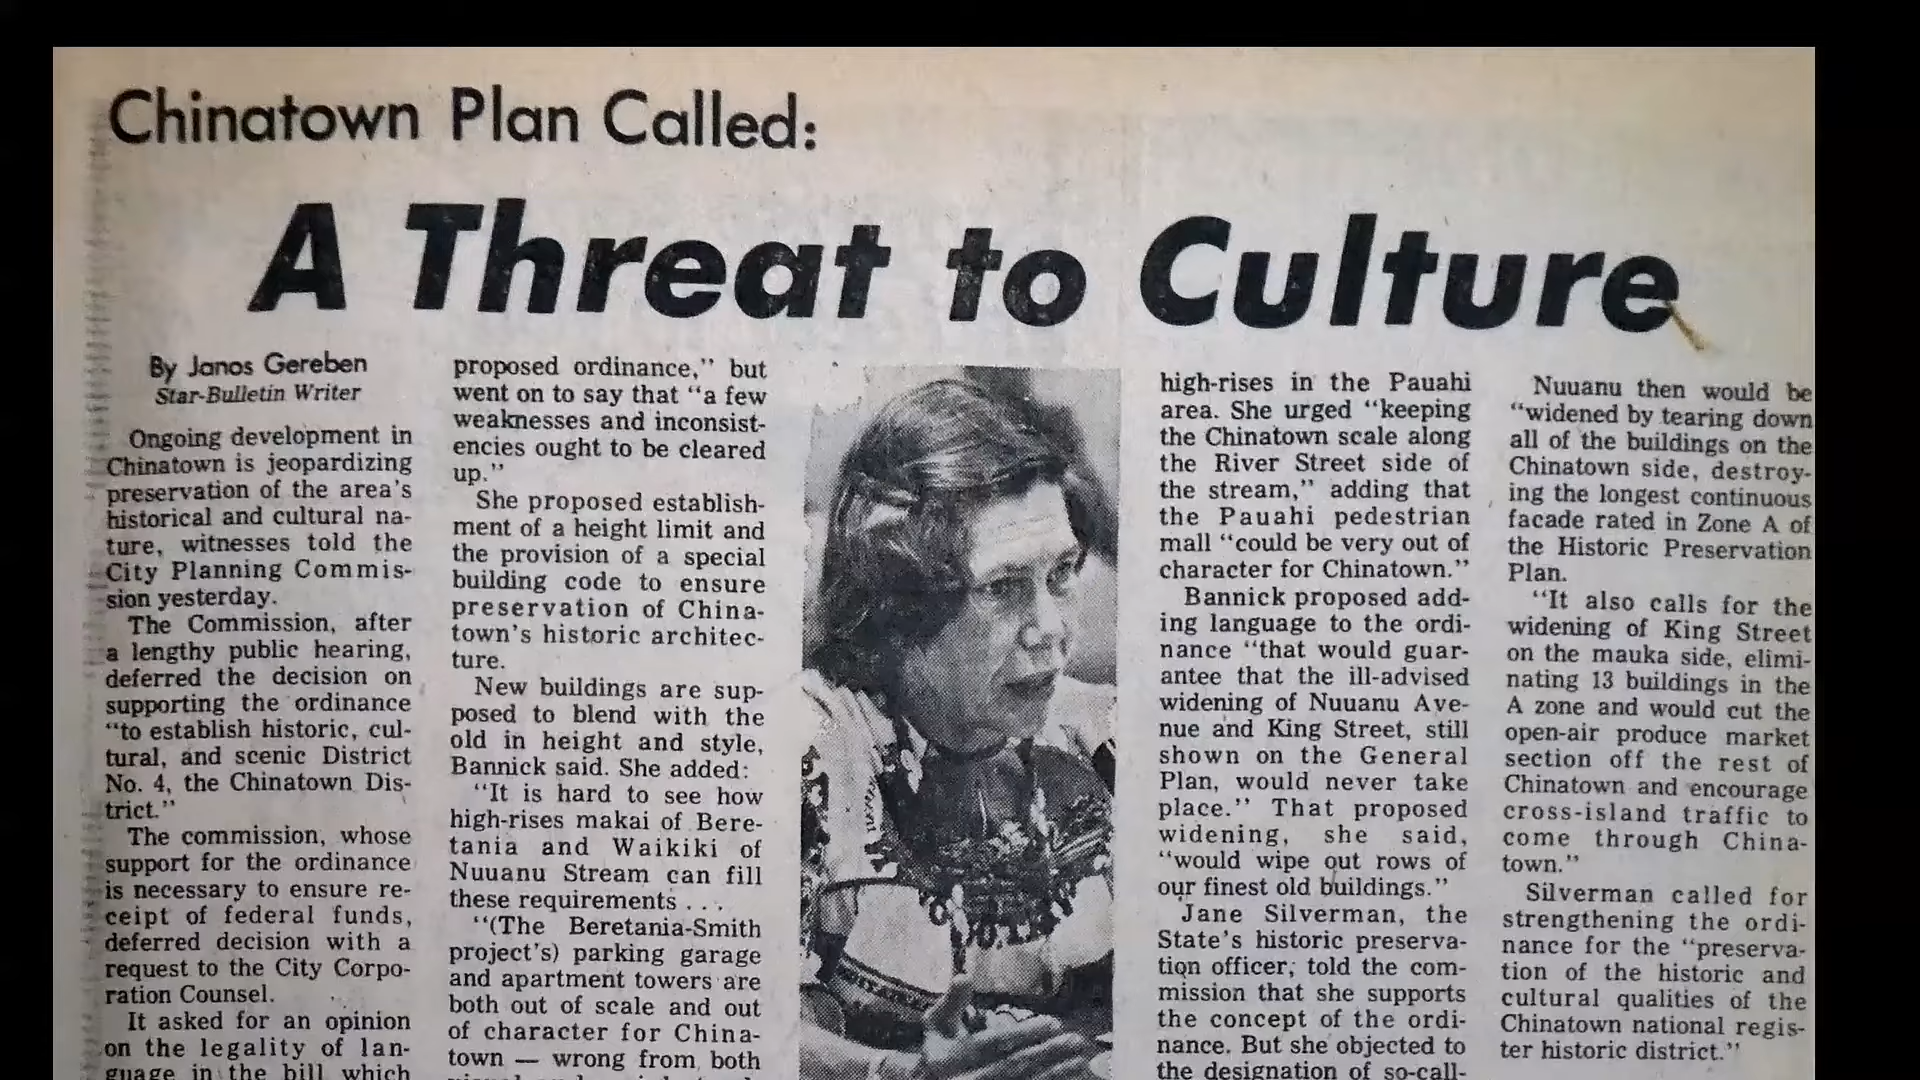 Chinatown Plan Called:
A Threat to Culture
By Janos Gereben
Star-Bulletin Writer
Ongoing development in
Chinatown is jeopardizing
preservation of the area's
historical and cultural na-
ture, witnesses told the
City Planning Commis-
sion yesterday.
The Commission, after
a lengthy public hearing,
deferred the decision on
supporting the ordinance
"to establish historic, cul-
tural, and scenic District
No. 4, the Chinatown Dis-
trict."
The commission, whose
support for the ordinance
is necessary to ensure re-
ceipt of federal funds,
deferred decision with a
request to the City Corpo-
ration Counsel.
It asked for an opinion
on the legality of lan-
guage in the bill which
proposed ordinance," but
went on to say that "a few
weaknesses and inconsist-
encies ought to be cleared
up."
She proposed establish-
ment of a height limit and
the provision of a special
building code to ensure
preservation of China-
town's historic architec-
ture.
New buildings are sup-
posed to blend with the
old in height and style,
Bannick said. She added:
"It is hard to see how
high-rises makai of Bere-
tania and Waikiki of
Nuuanu Stream can fill
these requirements . . .
"(The Beretania-Smith
project's) parking garage
and apartment towers are
both out of scale and out
of character for China-
town — wrong from both
high-rises in the Pauahi
area. She urged "keeping
the Chinatown scale along
the River Street side of
the stream," adding that
the Pauahi pedestrian
mall "could be very out of
character for Chinatown."
Bannick proposed add-
ing language to the ordi-
nance "that would guar-
antee that the ill-advised
widening of Nuuanu Ave-
nue and King Street, still
shown on the General
Plan, would never take
place." That proposed
widening, she said,
"would wipe out rows of
our finest old buildings."
Jane Silverman, the
State's historic preserva-
tion officer, told the com-
mission that she supports
the concept of the ordi-
nance. But she objected to
the designation of so-call-
Nuuanu then would be
"widened by tearing down
all of the buildings on the
Chinatown side, destroy-
ing the longest continuous
facade rated in Zone A of
the Historic Preservation
Plan.
"It also calls for the
widening of King Street
on the mauka side, elimi-
nating 13 buildings in the
A zone and would cut the
open-air produce market
section off the rest of
Chinatown and encourage
cross-island traffic to
come through China-
town."
Silverman called for
strengthening the ordi-
nance for the "preserva-
tion of the historic and
cultural qualities of the
Chinatown national regis-
ter historic district."